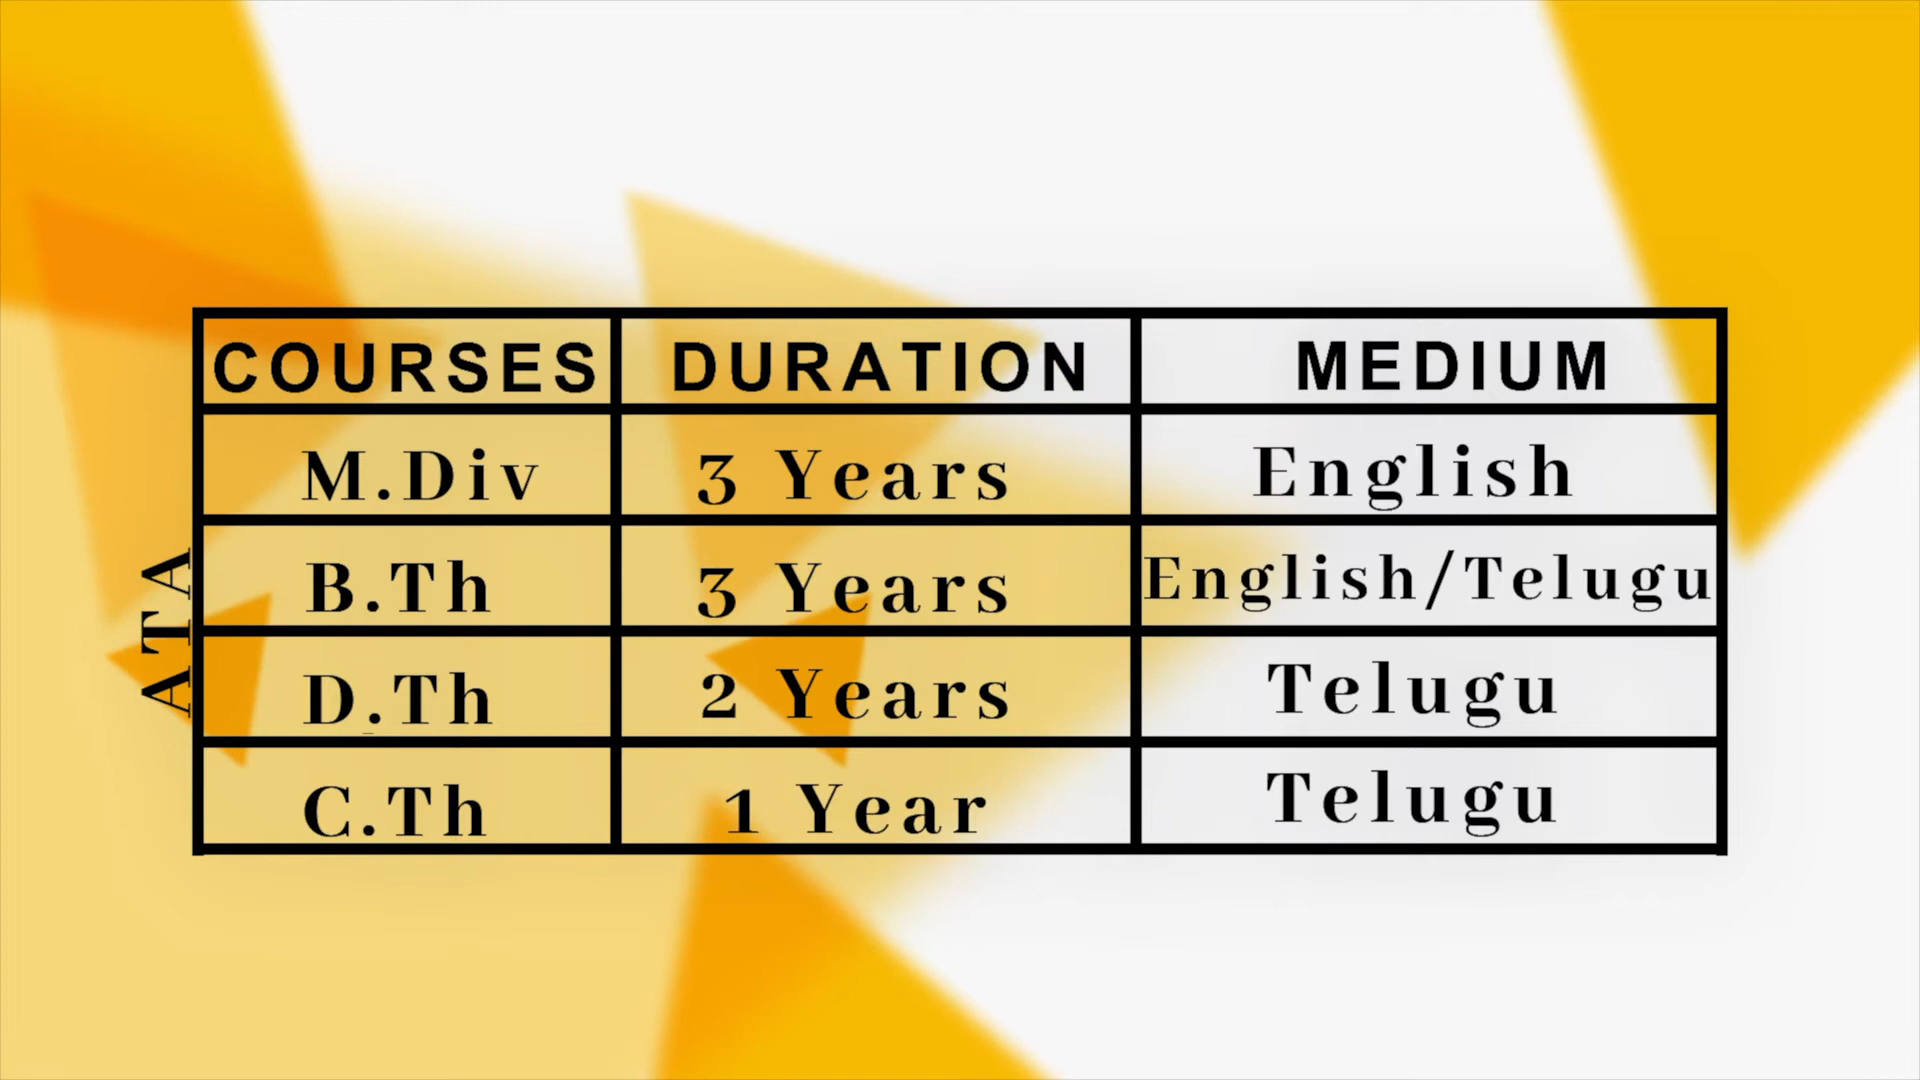 COURSES DURATION MEDIUM
M.Div 3 Years English
B.Th 3 Years English/Telugu
D.Th 2 Years Telugu
C.Th 1 Year Telugu
ATA